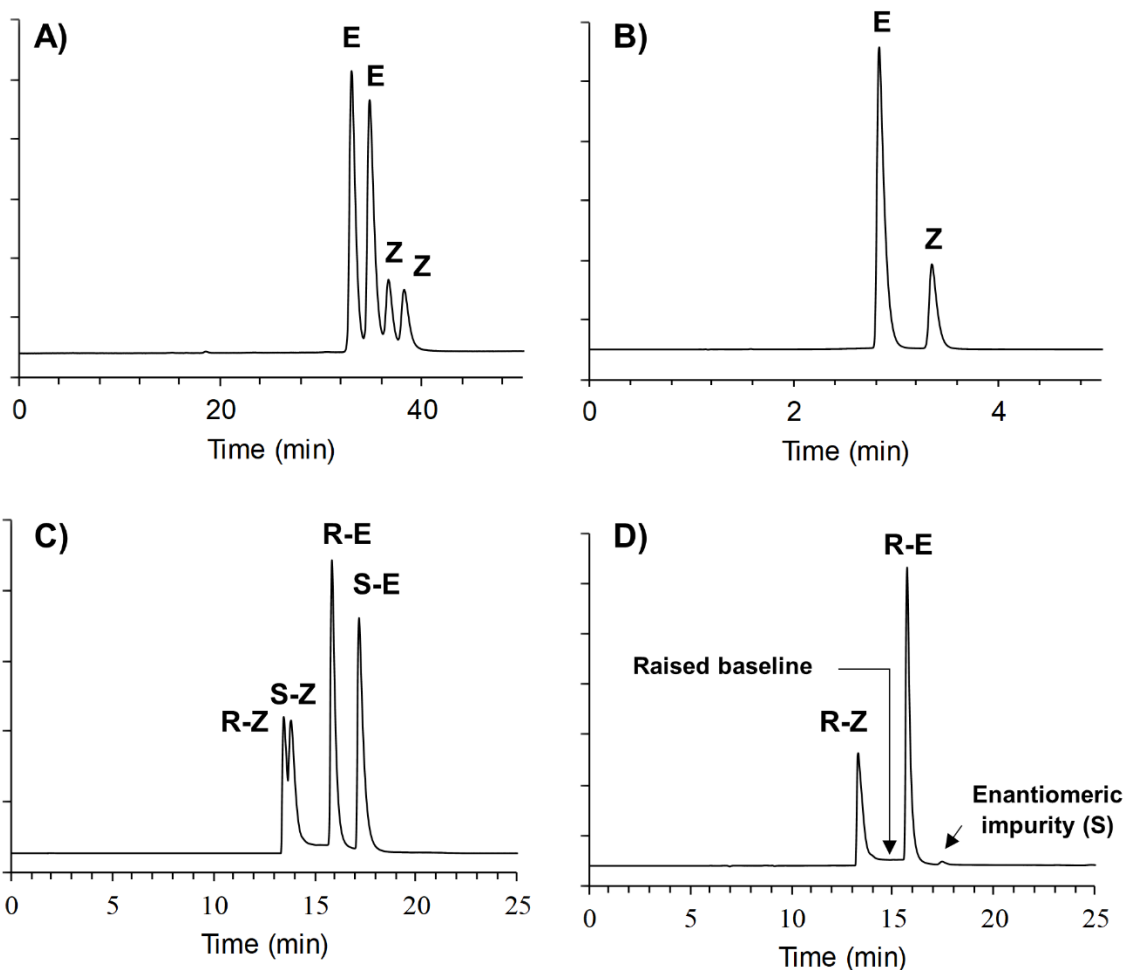 A)
E
E
Z
Z
0
20
40
Time (min)
B)
E
Z
0
2
4
Time (min)
C)
R-E
S-E
S-Z
R-Z
0
5
10
15
20
25
Time (min)
D)
R-E
Raised baseline
R-Z
Enantiomeric
impurity (S)
0
5
10
15
20
25
Time (min)